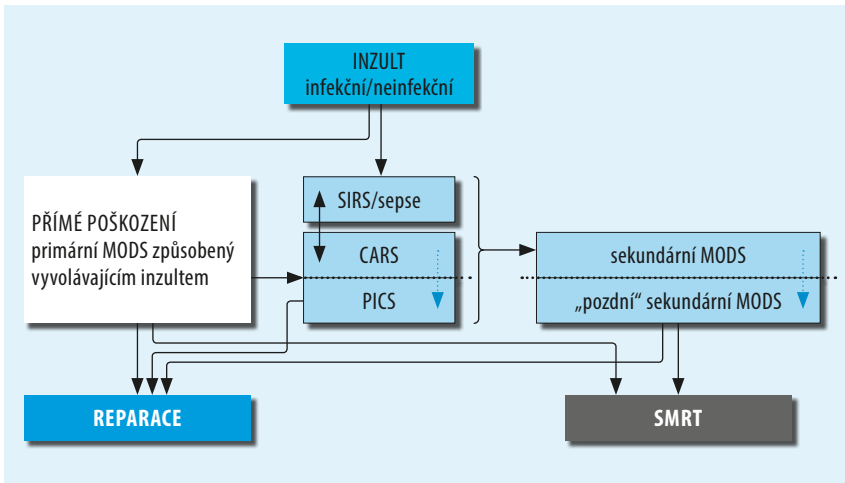 INZULT
infekční/neinfekční
PŘÍMÉ POŠKOZENÍ
primární MODS způsobený
vyvolávajícím inzultem
SIRS/sepse
CARS
PICS
sekundární MODS
„pozdní“ sekundární MODS
REPARACE
SMRT